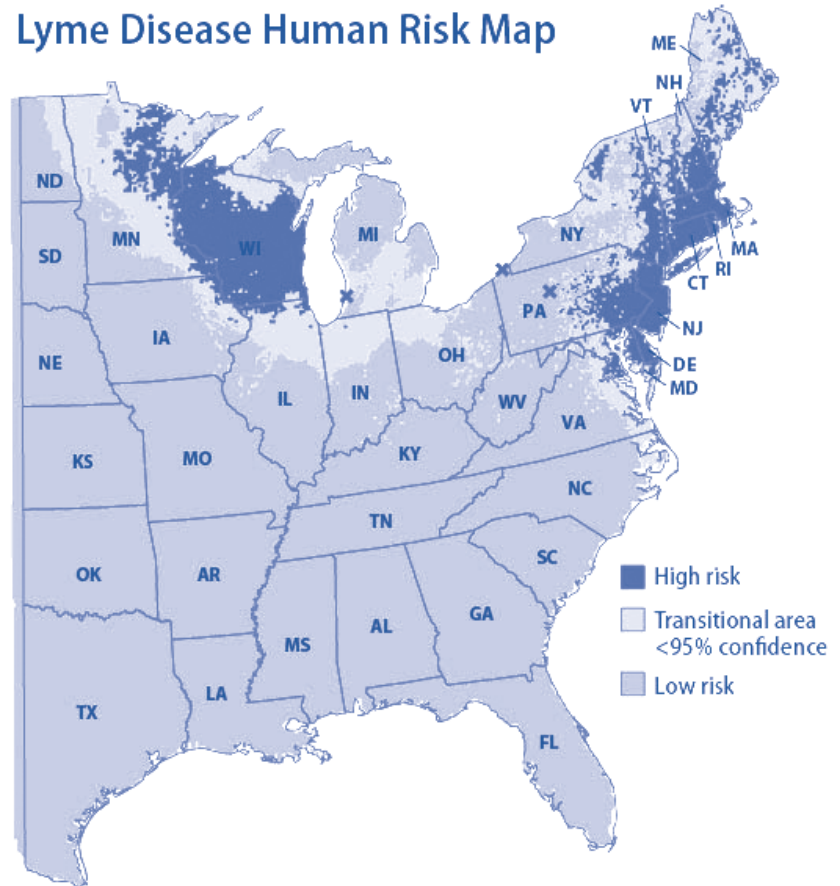 Lyme Disease Human Risk Map
ME
NH
VT
ND
MN
WI
MI
NY
SD
MA
RI
CT
PA
NJ
IA
OH
NE
DE
MD
IL
IN
WV
VA
KS
MO
KY
NC
TN
OK
AR
SC
High risk
GA
AL
Transitional area
<95% confidence
MS
LA
Low risk
TX
FL